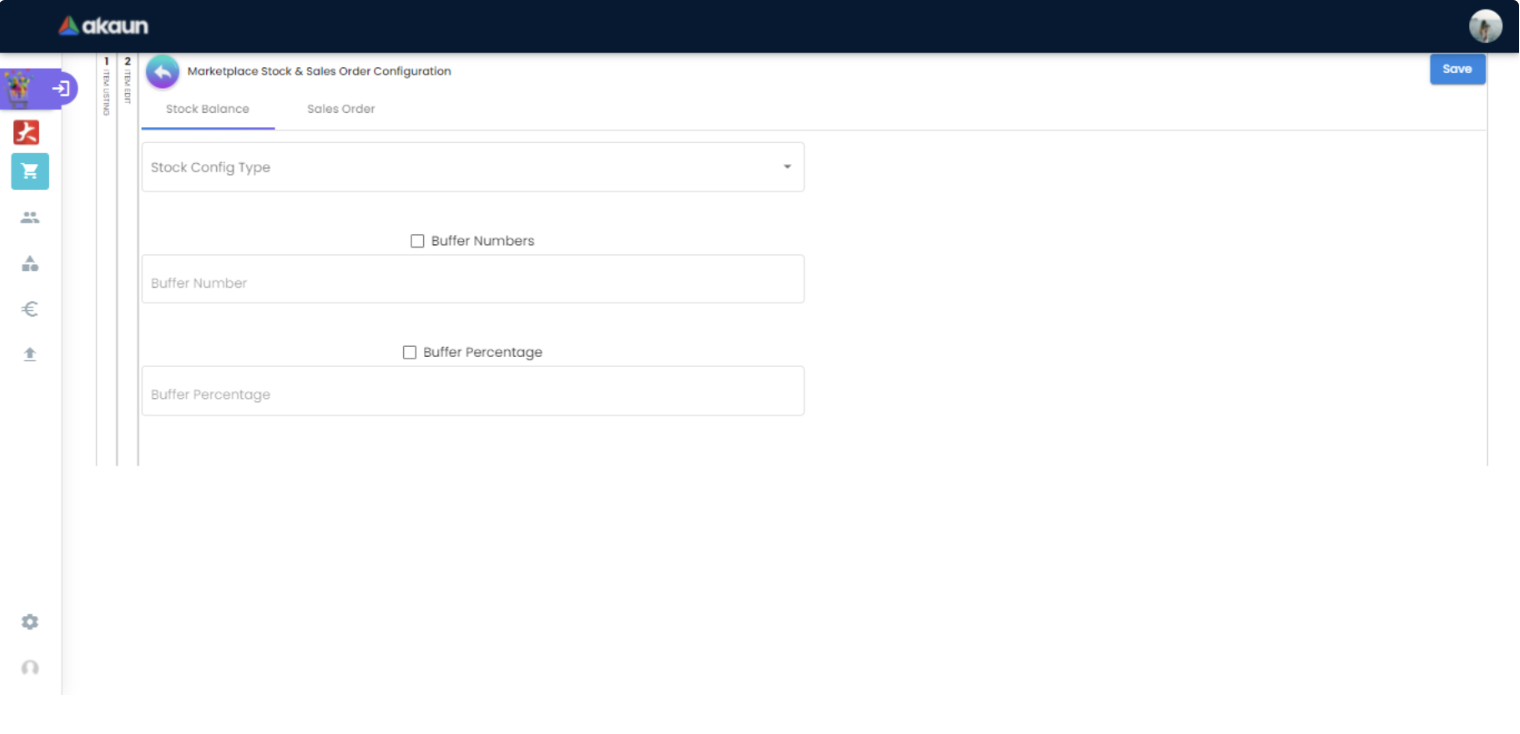 akaun
1
ITEM LISTING
2
ITEM EDIT
Marketplace Stock & Sales Order Configuration
Save
Stock Balance
Sales Order
Stock Config Type
Buffer Numbers
Buffer Number
Buffer Percentage
Buffer Percentage